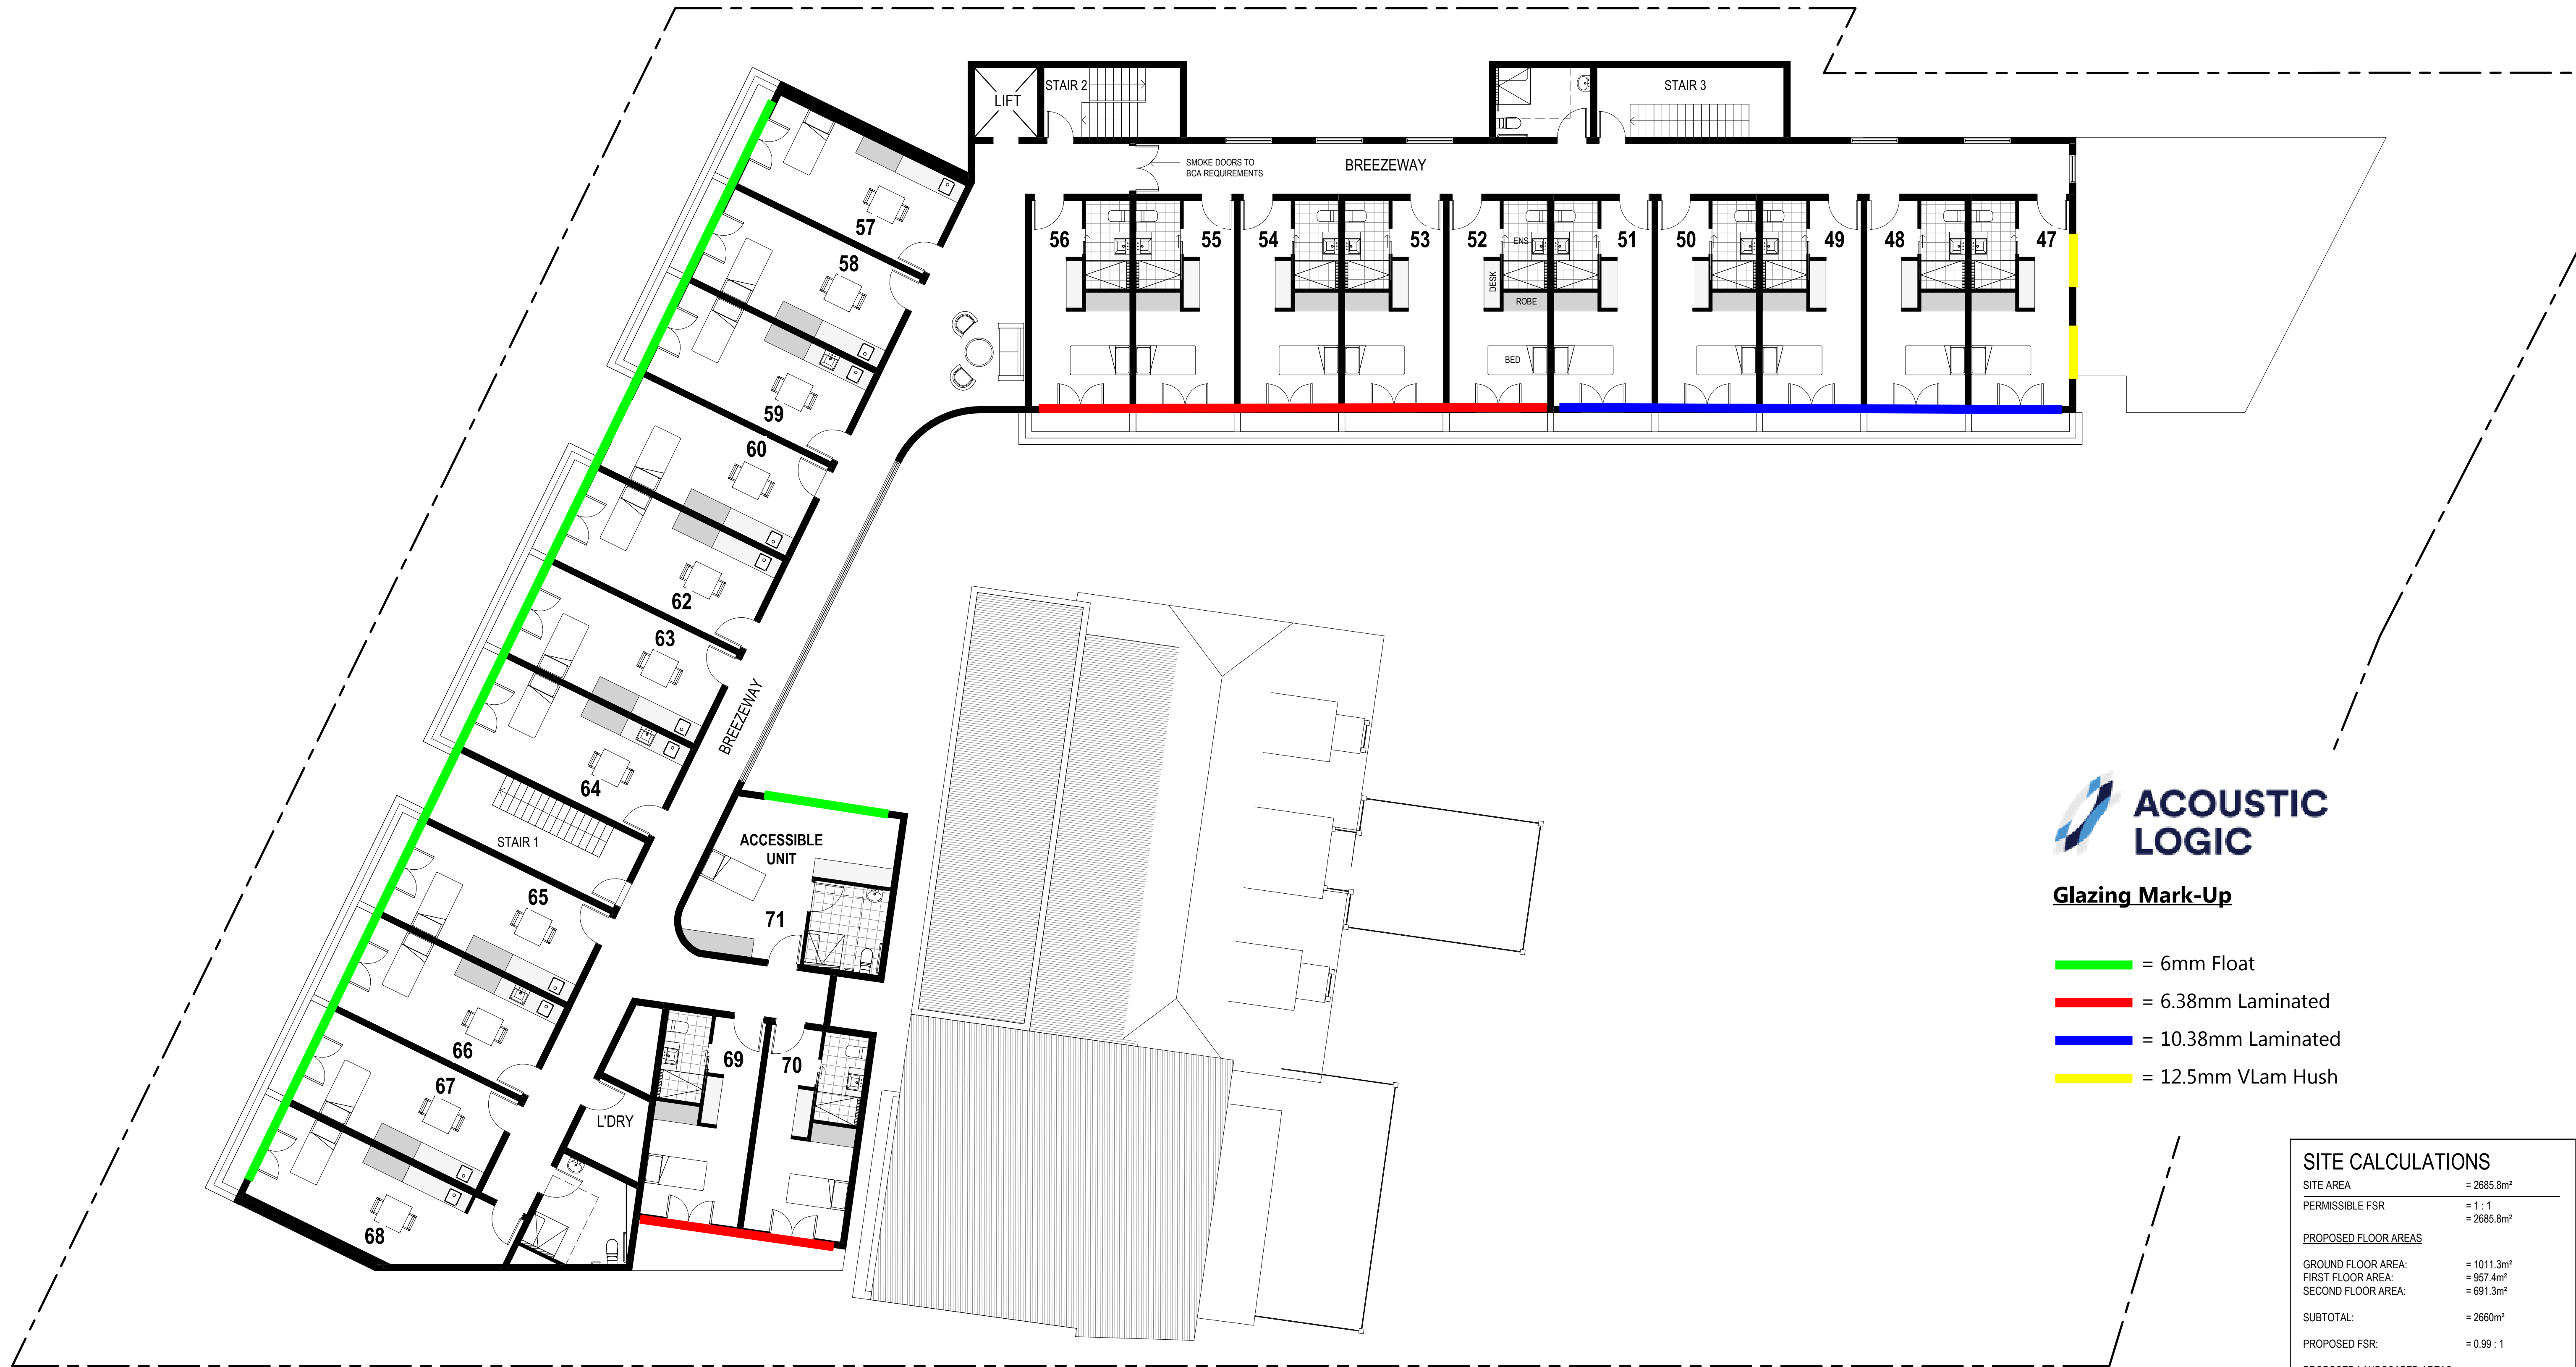 LIFT
STAIR 2
STAIR 3
SMOKE DOORS TO
BCA REQUIREMENTS
BREEZEWAY
57
58
59
60
62
63
64
56
55
54
53
52
51
50
49
48
47
ENS
DESK
ROBE
BED
BREEZEWAY
STAIR 1
ACCESSIBLE
UNIT
71
65
66
67
68
69
70
L'DRY
ACOUSTIC
LOGIC
Glazing Mark-Up
= 6mm Float
= 6.38mm Laminated
= 10.38mm Laminated
= 12.5mm VLam Hush
SITE CALCULATIONS
SITE AREA = 2685.8m²
PERMISSIBLE FSR = 1 : 1
= 2685.8m²
PROPOSED FLOOR AREAS
GROUND FLOOR AREA: = 1011.3m²
FIRST FLOOR AREA: = 957.4m²
SECOND FLOOR AREA: = 691.3m²
SUBTOTAL: = 2660m²
PROPOSED FSR: = 0.99 : 1